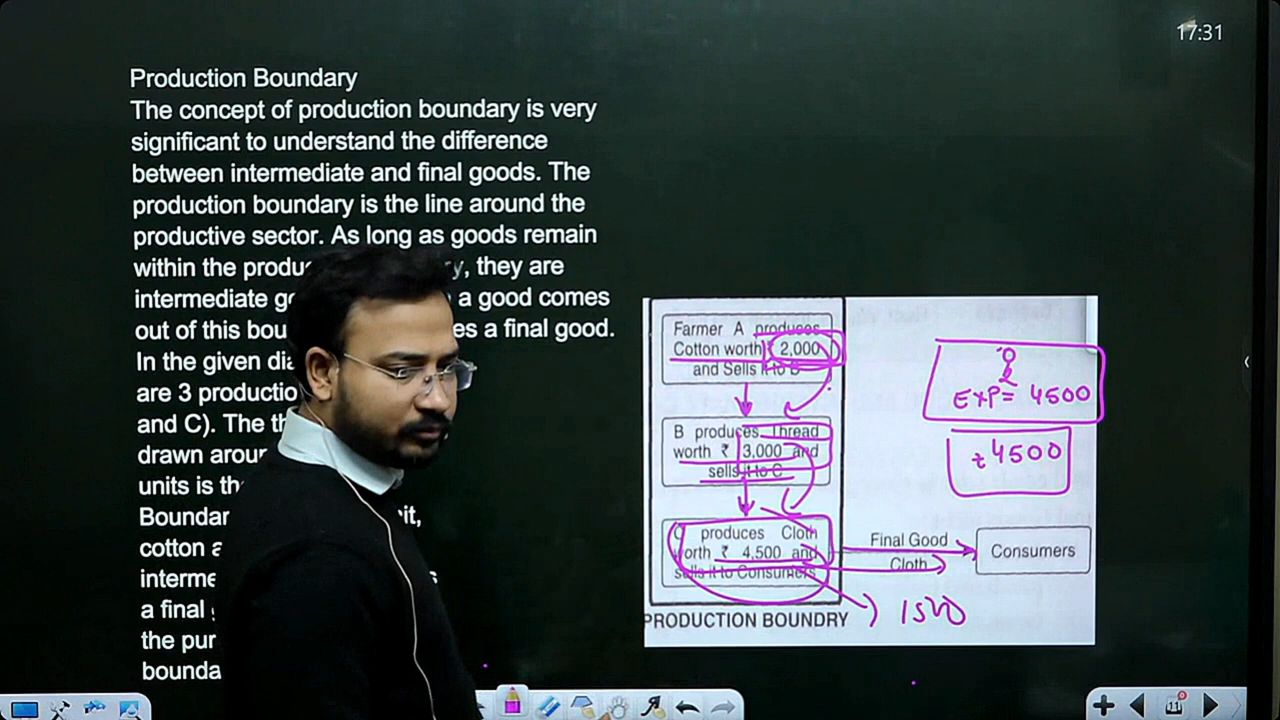 17:31
Production Boundary
The concept of production boundary is very
significant to understand the difference
between intermediate and final goods. The
production boundary is the line around the
productive sector. As long as goods remain
within the produ y, they are
intermediate a good comes
out of this bou es a final good.
In the given
are 3 productio
and C). The
drawn
units is
Boundar it,
cotton
interme s
a final
the pur
bounda
Farmer A produces
Cotton worth ₹ 2,000
and Sells it to B
B produces Thread
worth ₹ 3,000 and
sells it to C
C produces Cloth
worth ₹ 4,500 and
sells it to Consumers
PRODUCTION BOUNDRY
Final Good
Cloth
Consumers
EXP = 4500
4500
1500
11